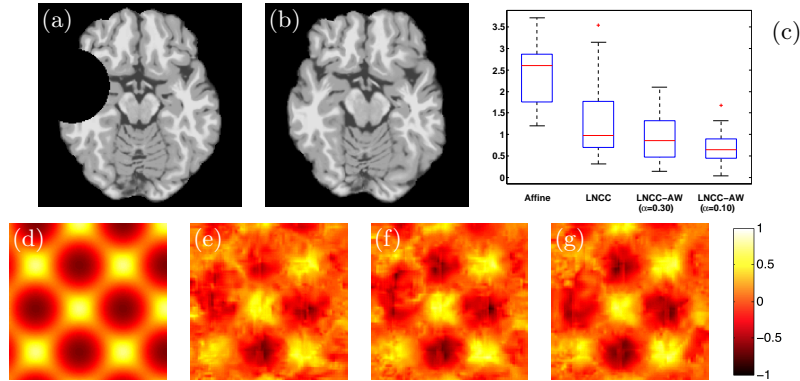 (a)
(b)
(c)
3.5
3
2.5
2
1.5
1
0.5
0
Affine
LNCC
LNCC-AW
(α=0.30)
LNCC-AW
(α=0.10)
(d)
(e)
(f)
(g)
1
0.5
0
−0.5
−1